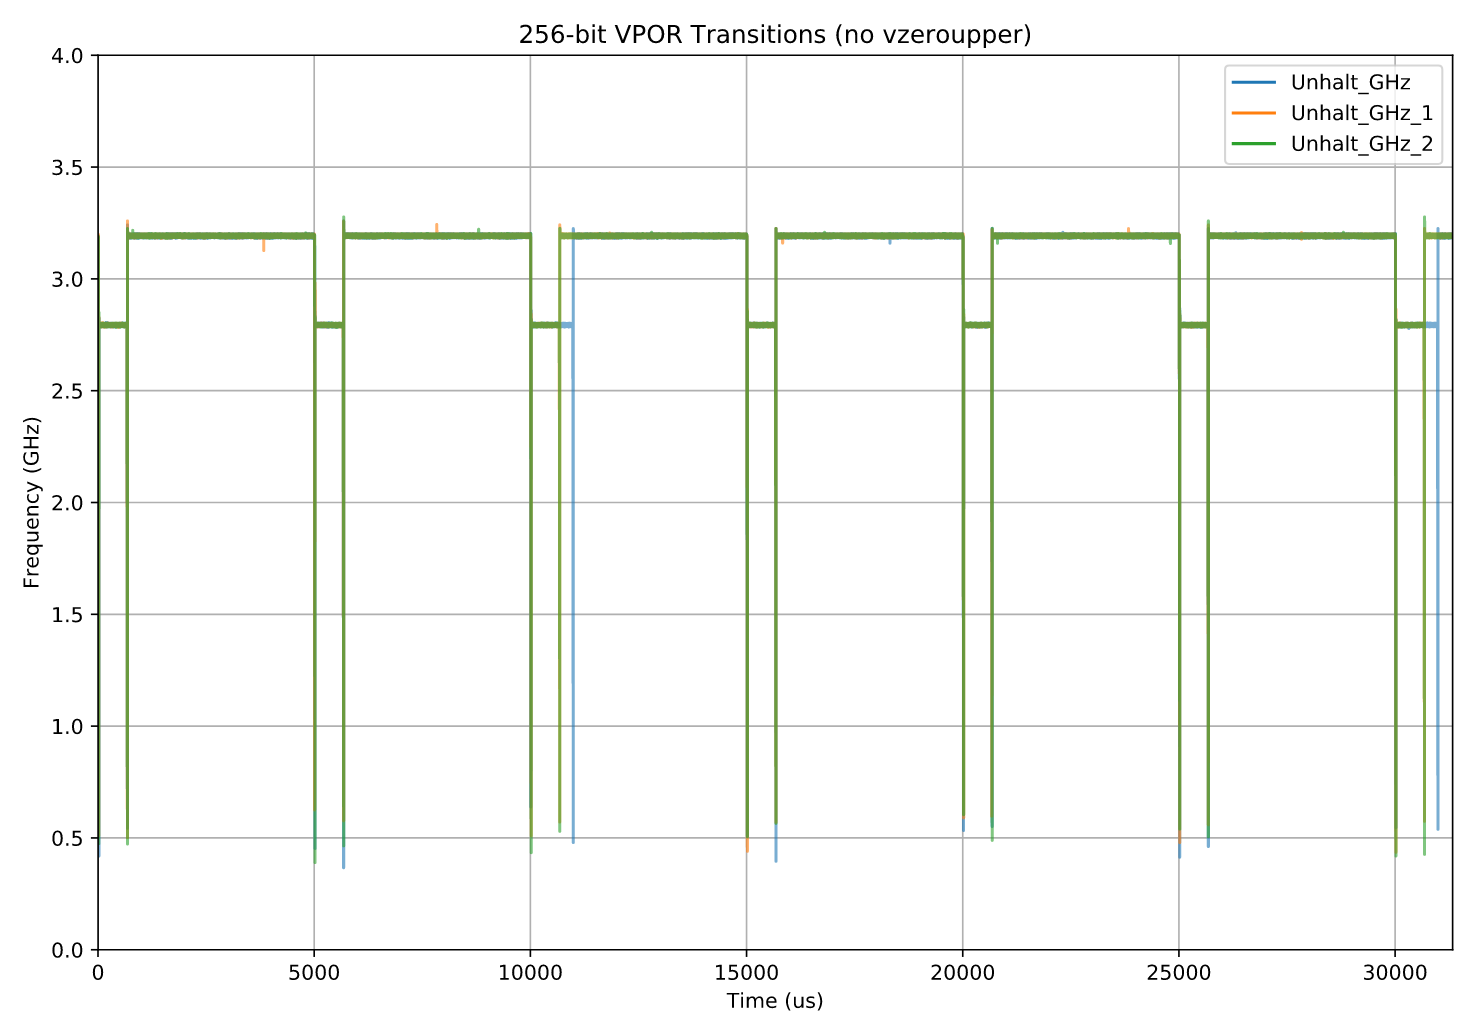 256-bit VPOR Transitions (no vzeroupper)
4.0
3.5
3.0
2.5
2.0
1.5
1.0
0.5
0.0
Frequency (GHz)
Unhalt_GHz
Unhalt_GHz_1
Unhalt_GHz_2
0 5000 10000 15000 20000 25000 30000
Time (us)